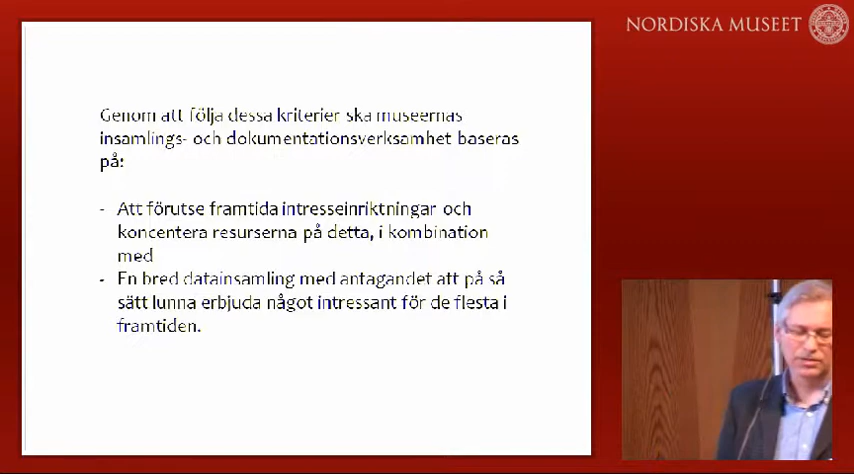 NORDISKA MUSEET
Genom att följa dessa kriterier ska museernas
insamlings- och dokumentationsverksamhet baseras
på:
- Att förutse framtida intresseinriktningar och
koncentera resurserna på detta, i kombination
med
- En bred datainsamling med antagandet att på så
sätt lunna erbjuda något intressant för de flesta i
framtiden.